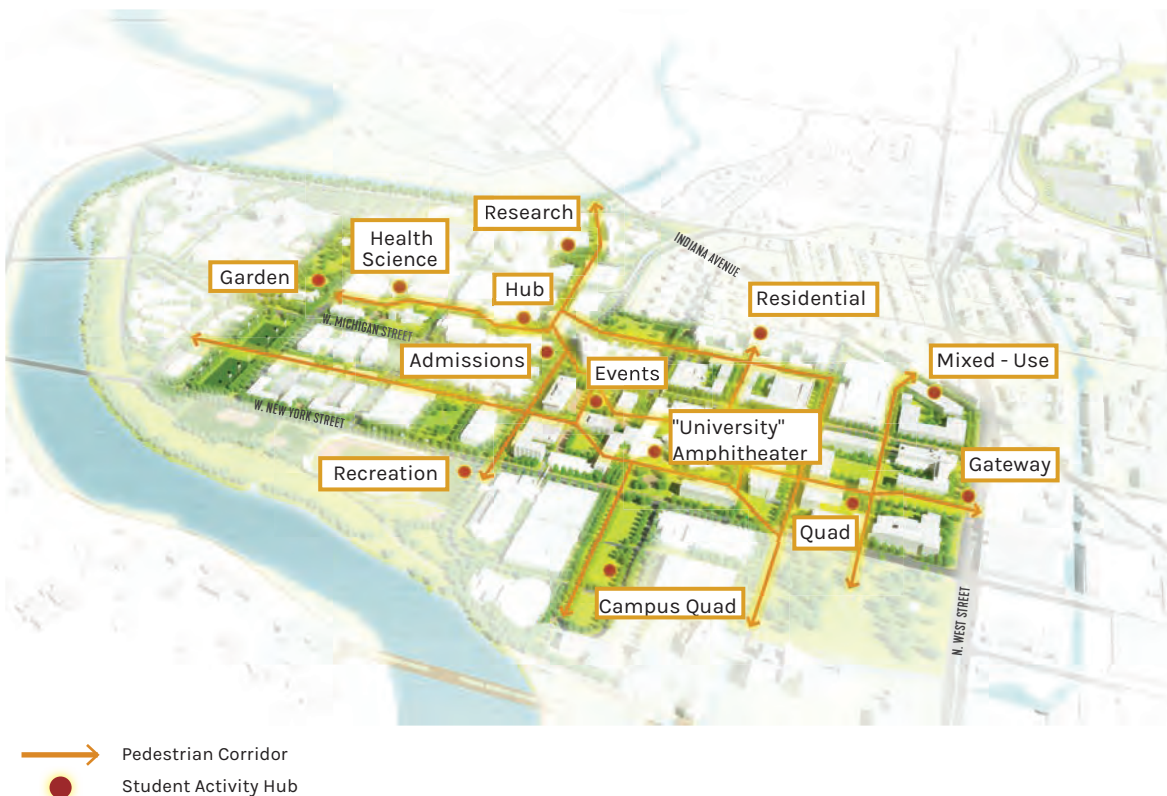 Research
Health
Science
INDIANA AVENUE
Garden
Hub
Residential
W. MICHIGAN STREET
Admissions
Events
Mixed - Use
W. NEW YORK STREET
"University"
Amphitheater
Recreation
Gateway
Quad
Campus Quad
N. WEST STREET
Pedestrian Corridor
Student Activity Hub